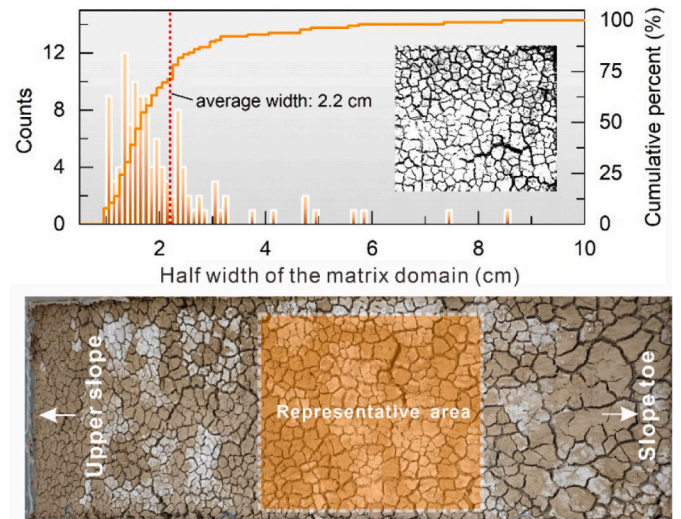 12
8
4
0
Counts
100
75
50
25
0
Cumulative percent (%)
average width: 2.2 cm
2
4
6
8
10
Half width of the matrix domain (cm)
Upper slope
Representative area
Slope toe